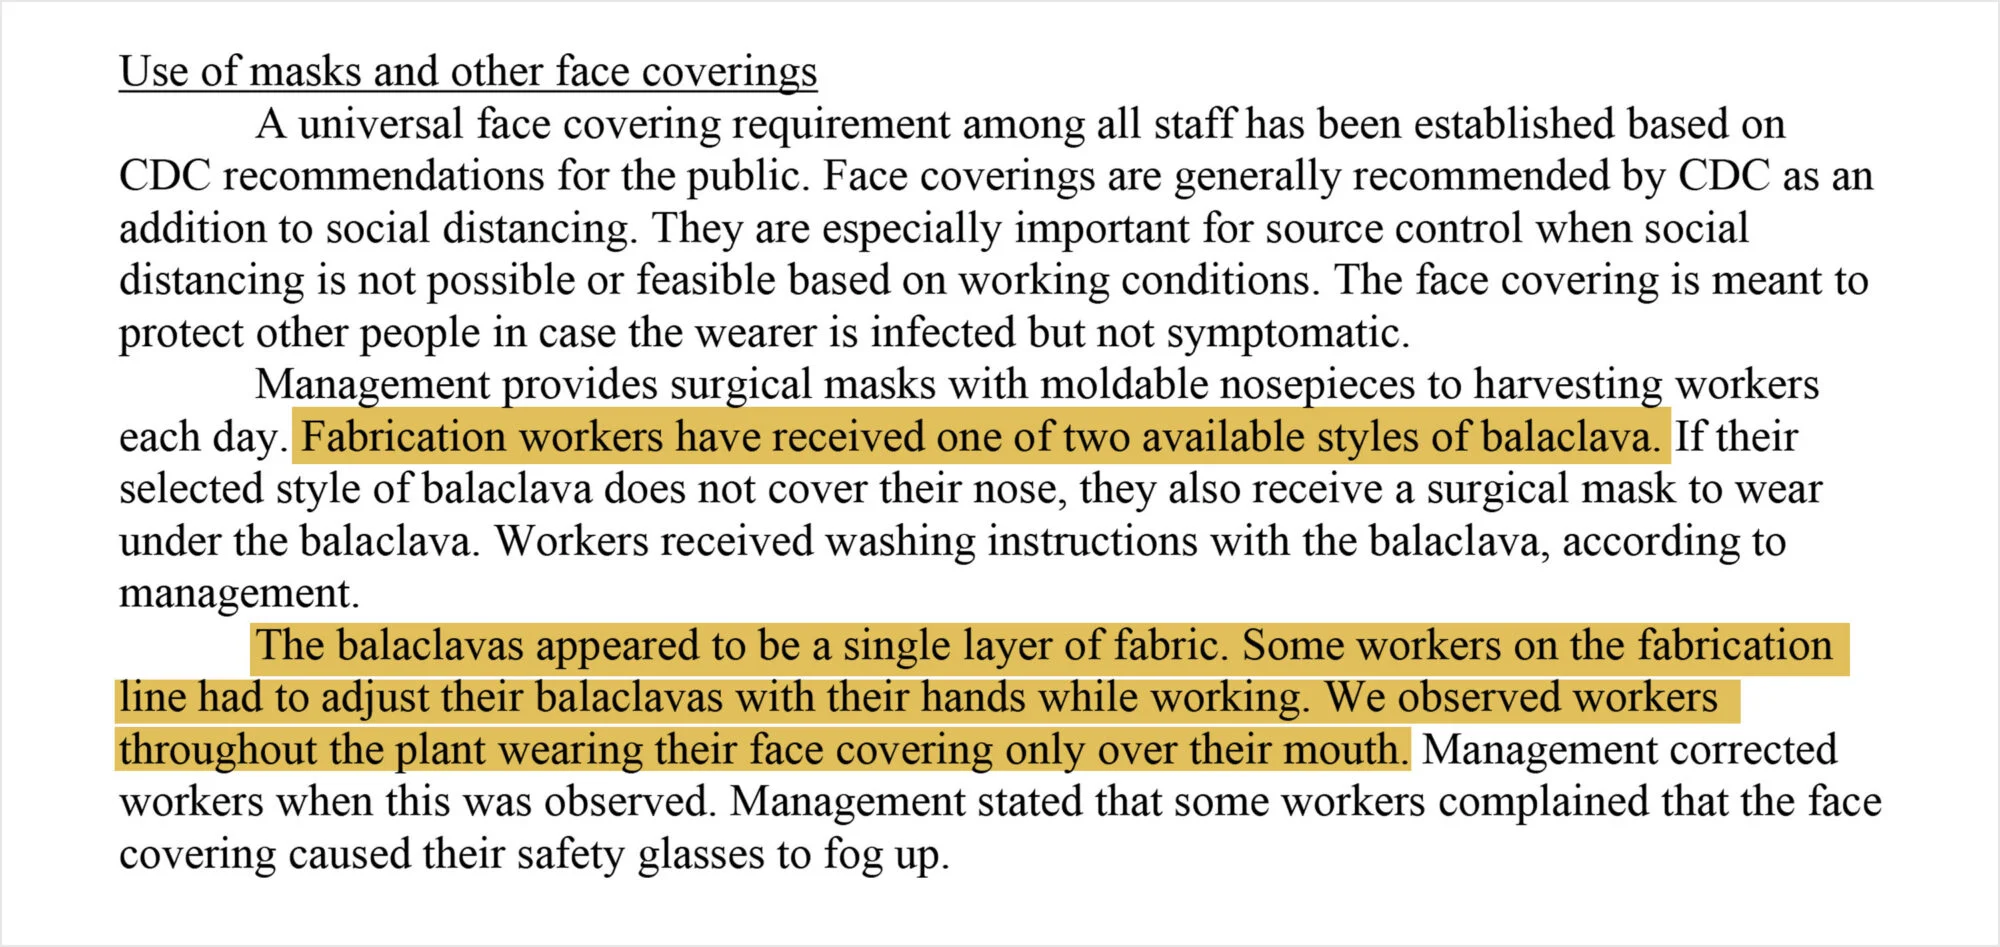 Use of masks and other face coverings
A universal face covering requirement among all staff has been established based on
CDC recommendations for the public. Face coverings are generally recommended by CDC as an
addition to social distancing. They are especially important for source control when social
distancing is not possible or feasible based on working conditions. The face covering is meant to
protect other people in case the wearer is infected but not symptomatic.
Management provides surgical masks with moldable nosepieces to harvesting workers
each day. Fabrication workers have received one of two available styles of balaclava. If their
selected style of balaclava does not cover their nose, they also receive a surgical mask to wear
under the balaclava. Workers received washing instructions with the balaclava, according to
management.
The balaclavas appeared to be a single layer of fabric. Some workers on the fabrication
line had to adjust their balaclavas with their hands while working. We observed workers
throughout the plant wearing their face covering only over their mouth. Management corrected
workers when this was observed. Management stated that some workers complained that the face
covering caused their safety glasses to fog up.